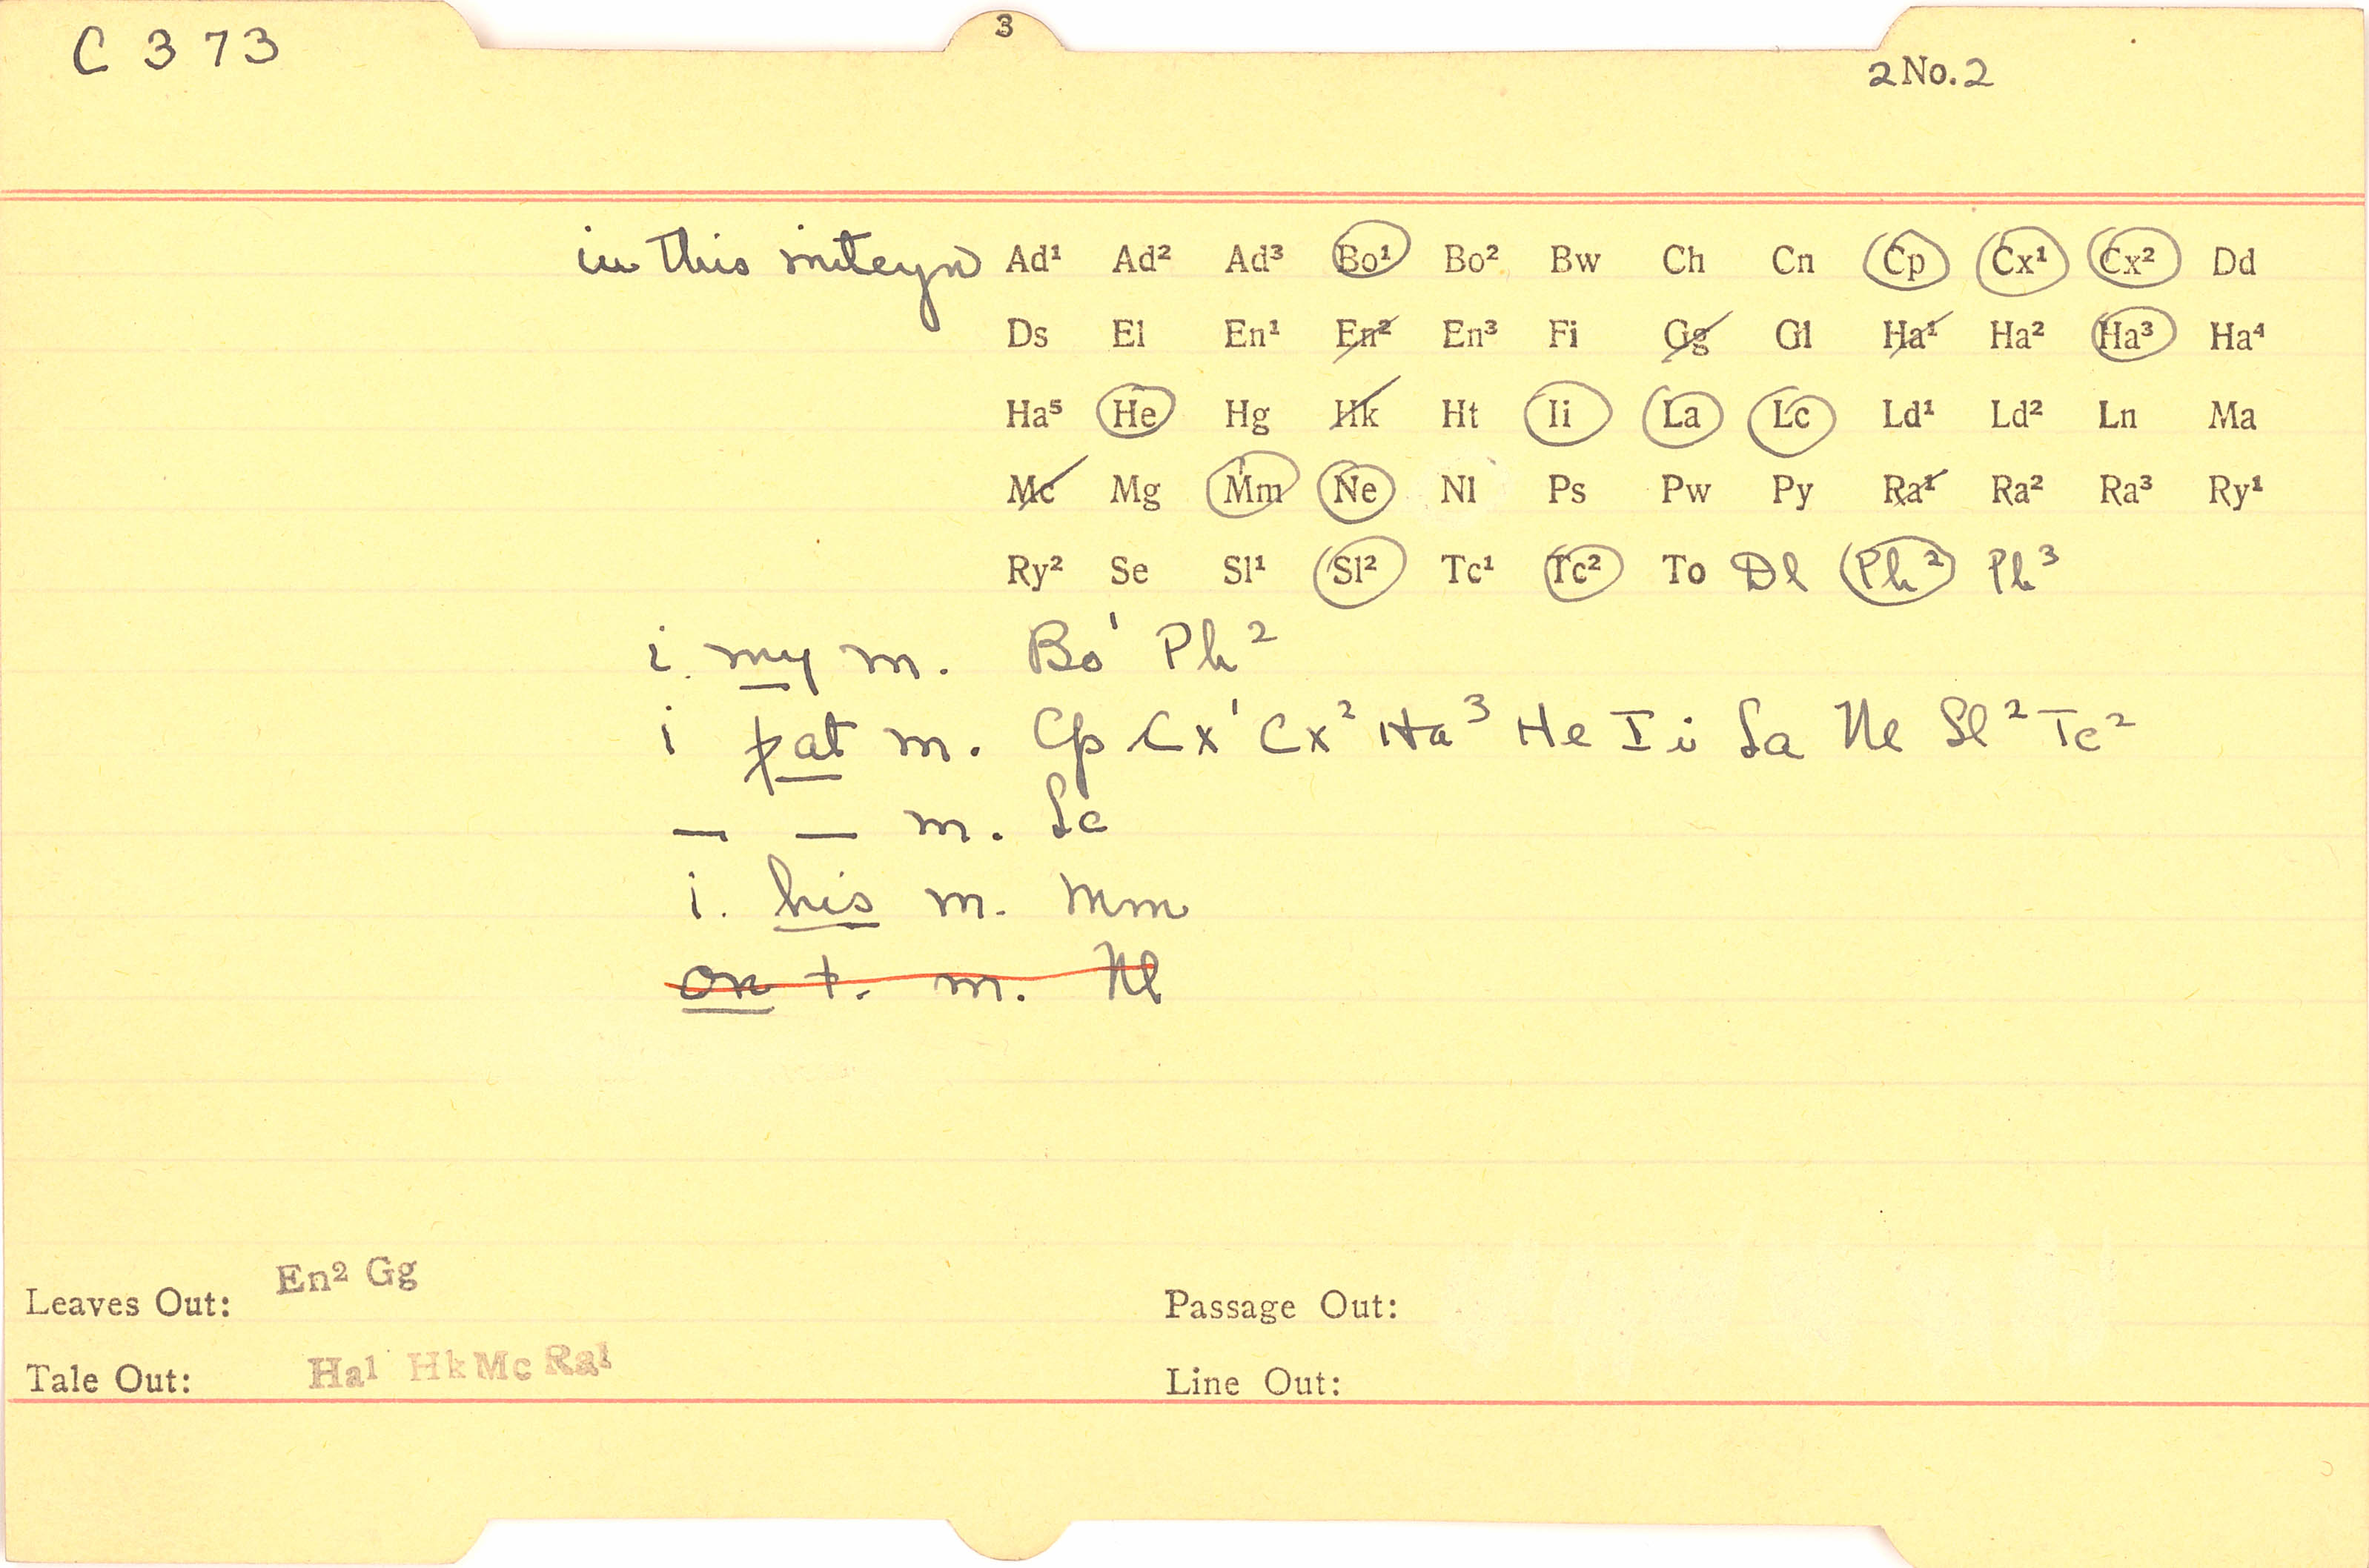 C 373
3
2 No. 2
in this miteyn Ad¹ Ad² Ad³ Bo¹ Bo² Bw Ch Cn Cp Cx¹ Cx² Dd
Ds El En¹ En² En³ Fi Gg Gl Ha¹ Ha² Ha³ Ha⁴
Ha⁵ He Hg Hk Ht Ii La Lc Ld¹ Ld² Ln Ma
Mc Mg Mm Ne Nl Ps Pw Py Ra¹ Ra² Ra³ Ry¹
Ry² Se Sl¹ Sl² Tc¹ Tc² To Dl Ph² Ph³
i. my m. Bo¹ Ph²
i þat m. Cp Cx¹ Cx² Ha³ He Ii La Ne Sl² Tc²
— — m. Lc
i. his m. Mm
on t. m. Nl
Leaves Out: En² Gg
Passage Out:
Tale Out: Ha¹ Hk Mc Ra¹
Line Out: